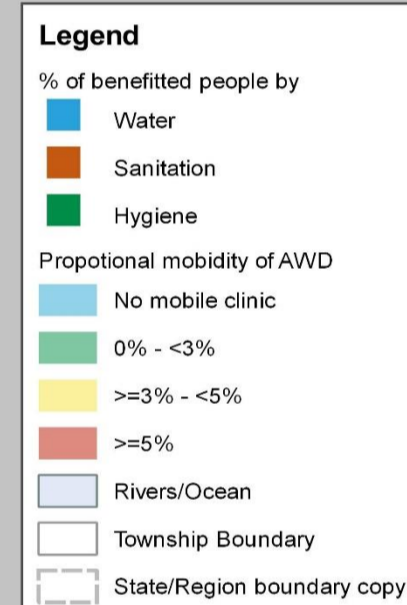 Legend
% of benefitted people by
Water
Sanitation
Hygiene
Propotional mobidity of AWD
No mobile clinic
0% - <3%
>=3% - <5%
>=5%
Rivers/Ocean
Township Boundary
State/Region boundary copy